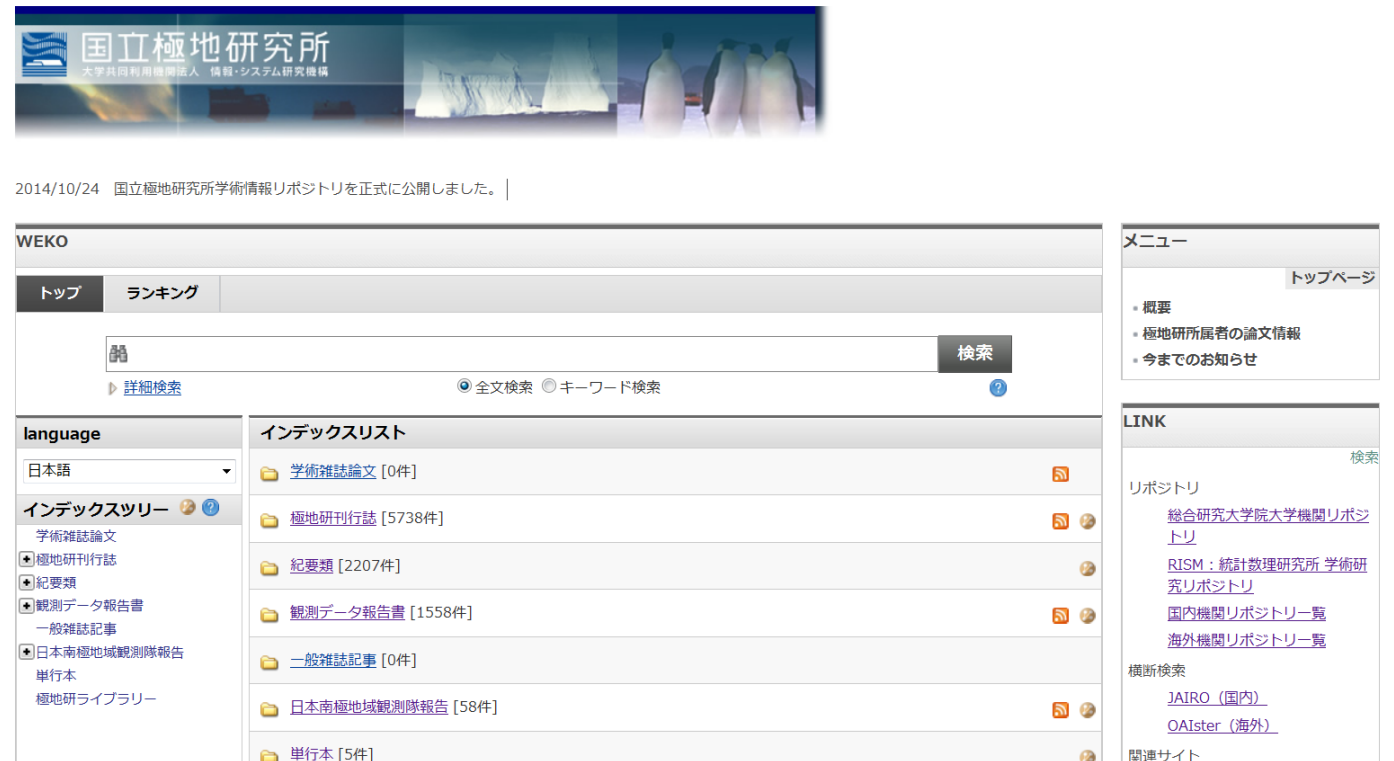 国立極地研究所
大学共同利用機関法人 情報・システム研究機構
2014/10/24 国立極地研究所学術情報リポジトリを正式に公開しました。
WEKO
トップ ランキング
検索
詳細検索 全文検索 キーワード検索
language
日本語
インデックスツリー
学術雑誌論文
極地研刊行誌
紀要類
観測データ報告書
一般雑誌記事
日本南極地域観測隊報告
単行本
極地研ライブラリー
インデックスリスト
学術雑誌論文 [0件]
極地研刊行誌 [5738件]
紀要類 [2207件]
観測データ報告書 [1558件]
一般雑誌記事 [0件]
日本南極地域観測隊報告 [58件]
単行本 [5件]
メニュー
トップページ
概要
極地研所属者の論文情報
今までのお知らせ
LINK
検索
リポジトリ
総合研究大学院大学機関リポジ
トリ
RISM：統計数理研究所 学術研
究リポジトリ
国内機関リポジトリ一覧
海外機関リポジトリ一覧
横断検索
JAIRO（国内）
OAIster（海外）
関連サイト